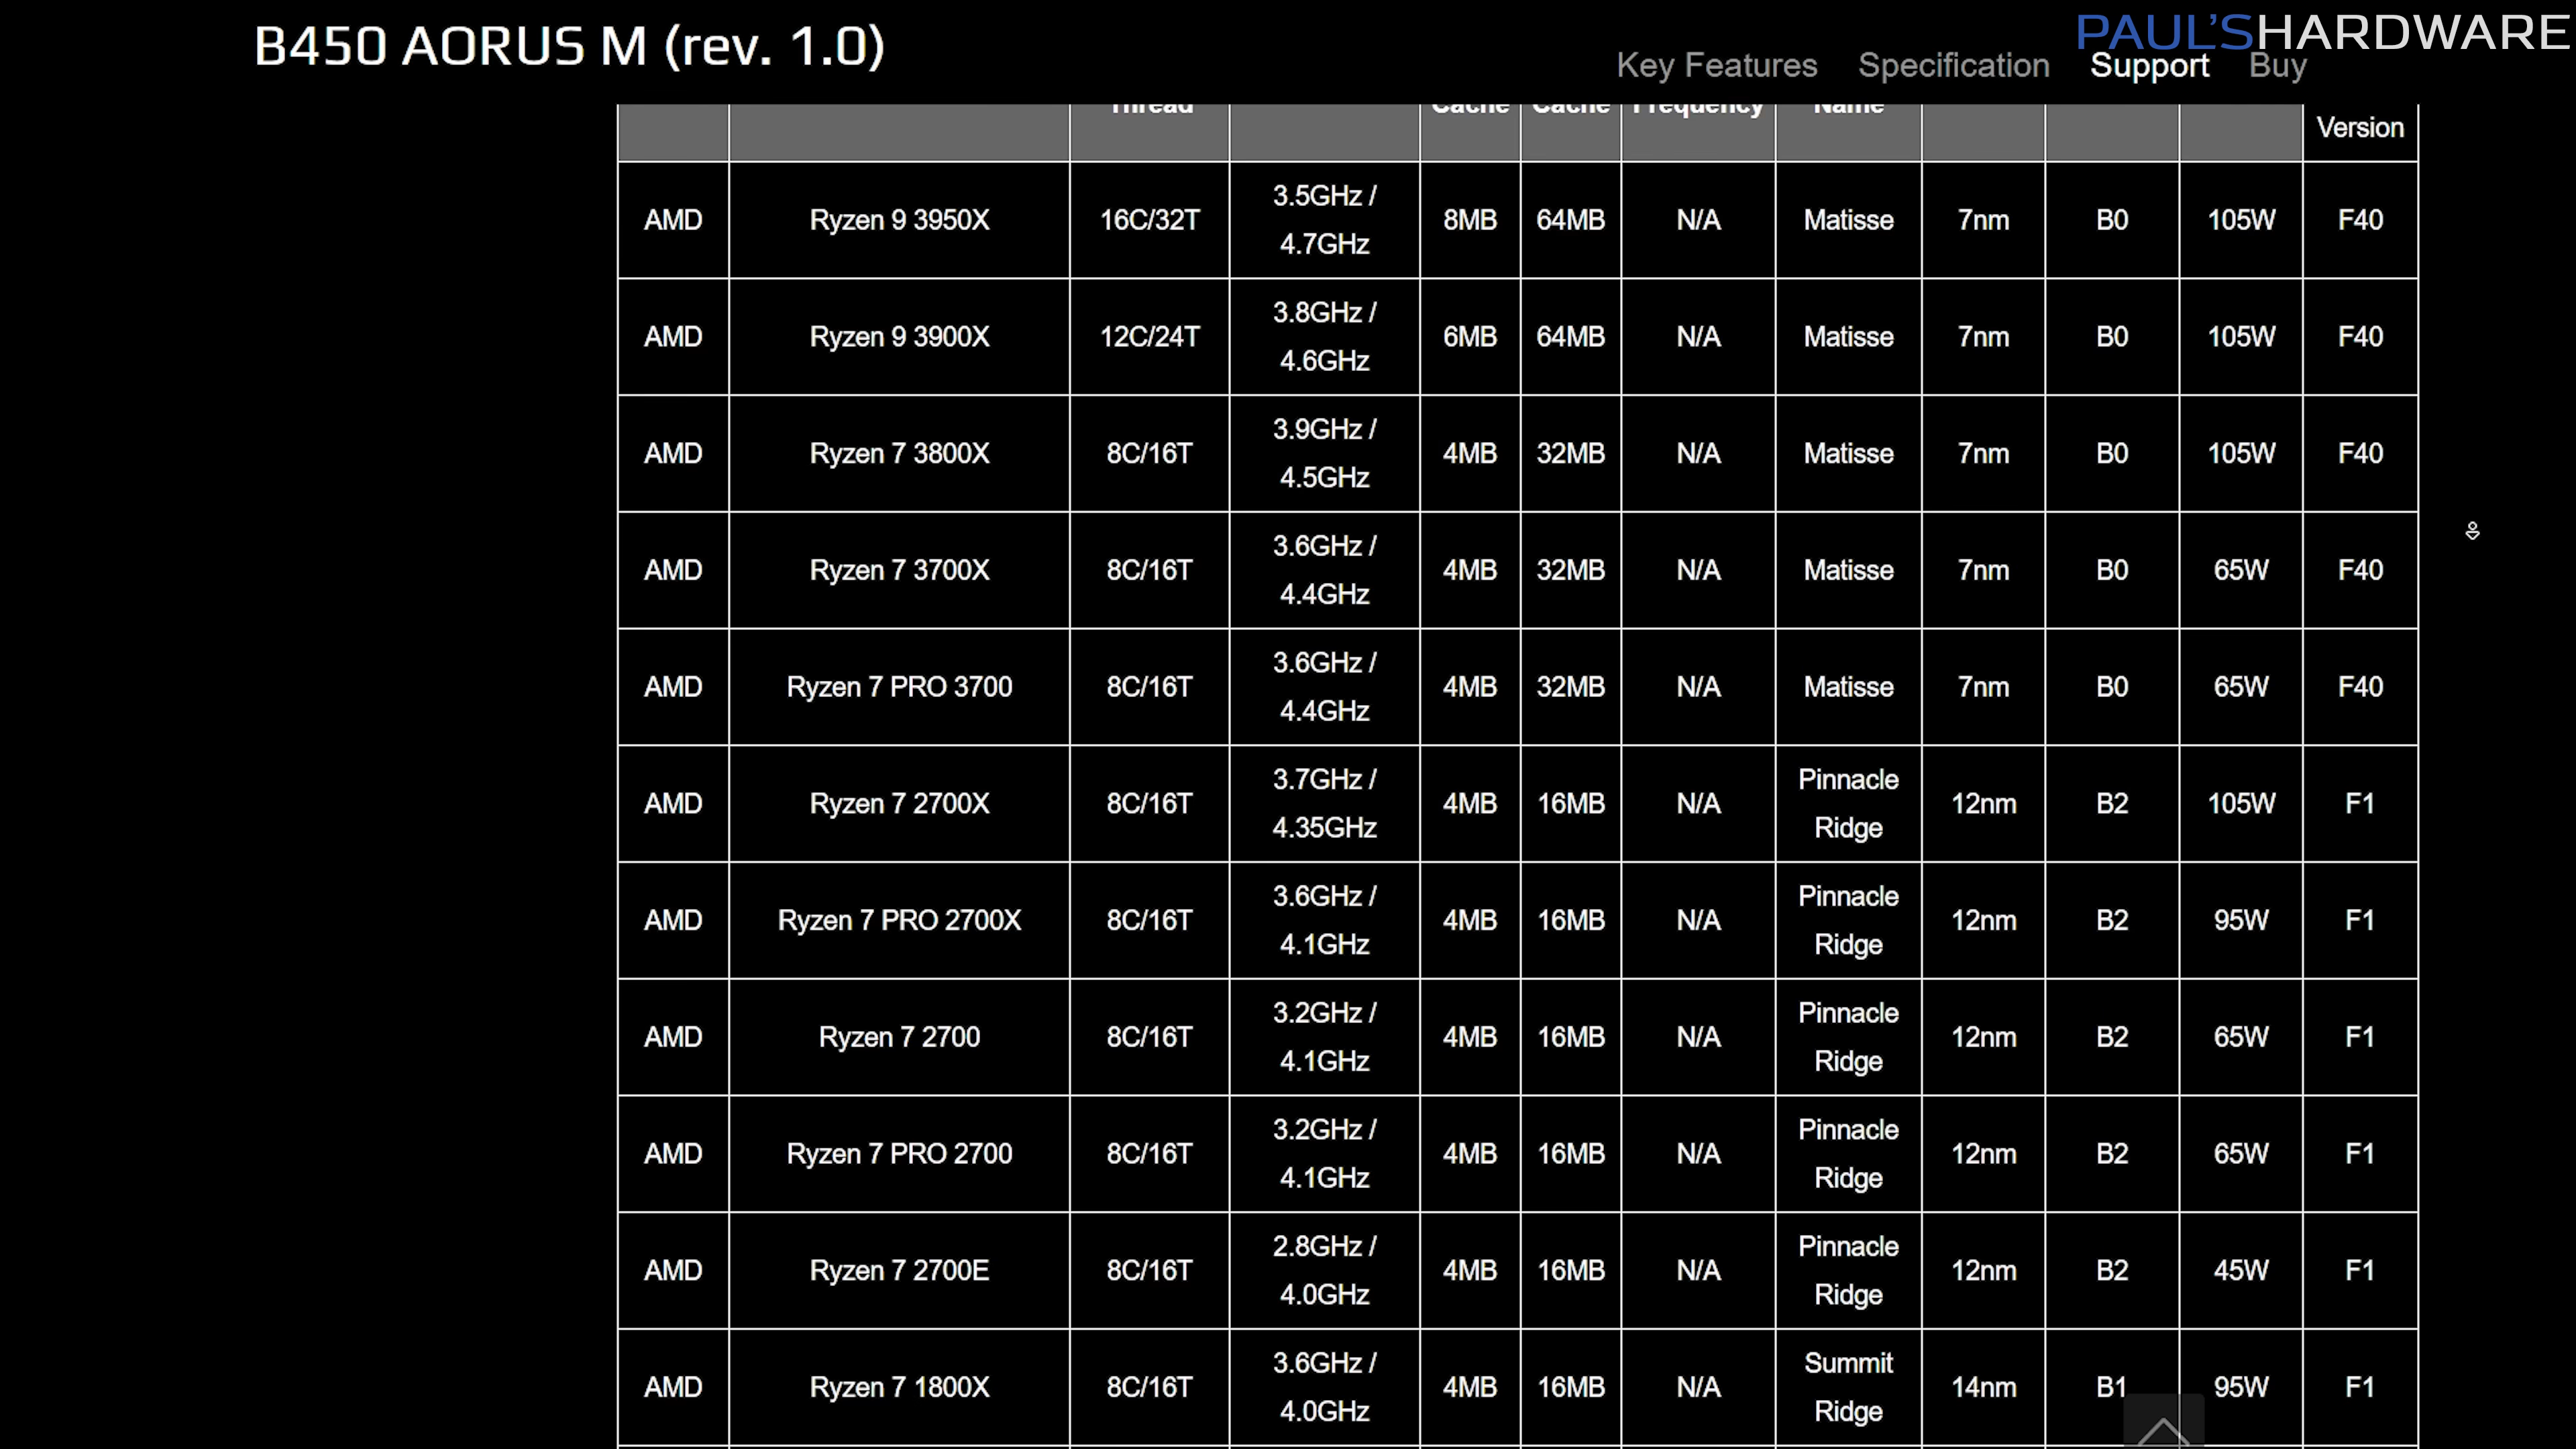 B450 AORUS M (rev. 1.0)
PAUL'SHARDWARE
Key Features Specification Support Buy
Thread Cache Cache Frequency Name Version
AMD Ryzen 9 3950X 16C/32T 3.5GHz / 4.7GHz 8MB 64MB N/A Matisse 7nm B0 105W F40
AMD Ryzen 9 3900X 12C/24T 3.8GHz / 4.6GHz 6MB 64MB N/A Matisse 7nm B0 105W F40
AMD Ryzen 7 3800X 8C/16T 3.9GHz / 4.5GHz 4MB 32MB N/A Matisse 7nm B0 105W F40
AMD Ryzen 7 3700X 8C/16T 3.6GHz / 4.4GHz 4MB 32MB N/A Matisse 7nm B0 65W F40
AMD Ryzen 7 PRO 3700 8C/16T 3.6GHz / 4.4GHz 4MB 32MB N/A Matisse 7nm B0 65W F40
AMD Ryzen 7 2700X 8C/16T 3.7GHz / 4.35GHz 4MB 16MB N/A Pinnacle Ridge 12nm B2 105W F1
AMD Ryzen 7 PRO 2700X 8C/16T 3.6GHz / 4.1GHz 4MB 16MB N/A Pinnacle Ridge 12nm B2 95W F1
AMD Ryzen 7 2700 8C/16T 3.2GHz / 4.1GHz 4MB 16MB N/A Pinnacle Ridge 12nm B2 65W F1
AMD Ryzen 7 PRO 2700 8C/16T 3.2GHz / 4.1GHz 4MB 16MB N/A Pinnacle Ridge 12nm B2 65W F1
AMD Ryzen 7 2700E 8C/16T 2.8GHz / 4.0GHz 4MB 16MB N/A Pinnacle Ridge 12nm B2 45W F1
AMD Ryzen 7 1800X 8C/16T 3.6GHz / 4.0GHz 4MB 16MB N/A Summit Ridge 14nm B1 95W F1